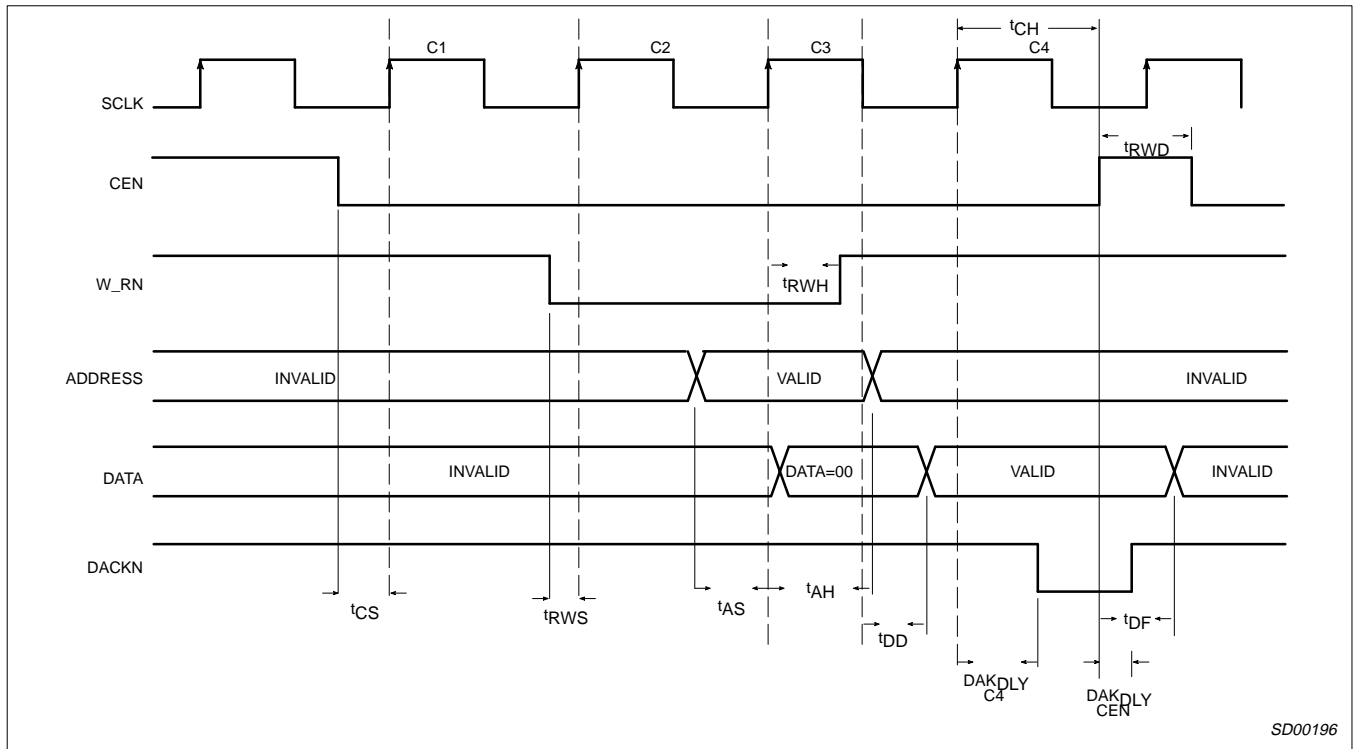 tCH
C1 C2 C3 C4
SCLK
tRWD
CEN
W_RN
tRWH
ADDRESS INVALID VALID INVALID
DATA INVALID DATA=00 VALID INVALID
DACKN
tCS tRWS tAS tAH tDD tDF
DAKDLY C4
DAKDLY CEN
SD00196